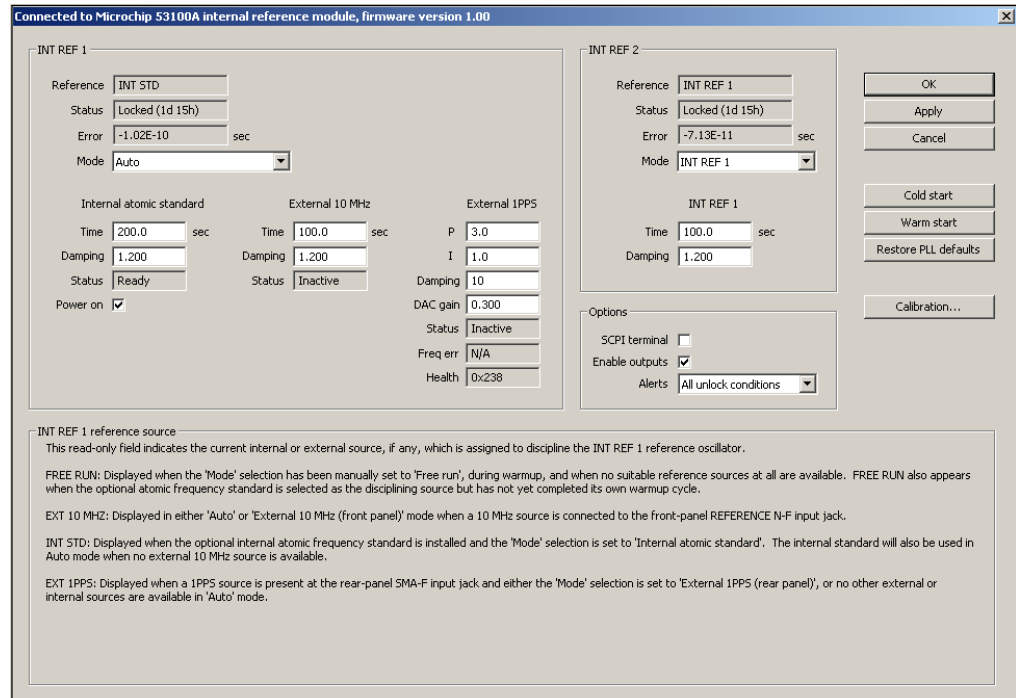 Connected to Microchip 53100A internal reference module, firmware version 1.00
INT REF 1
Reference INT STD
Status Locked (1d 15h)
Error -1.02E-10 sec
Mode Auto
Internal atomic standard
Time 200.0 sec
Damping 1.200
Status Ready
Power on
External 10 MHz
Time 100.0 sec
Damping 1.200
Status Inactive
External 1PPS
P 3.0
I 1.0
Damping 10
DAC gain 0.300
Status Inactive
Freq err N/A
Health 0x238
INT REF 2
Reference INT REF 1
Status Locked (1d 15h)
Error -7.13E-11 sec
Mode INT REF 1
INT REF 1
Time 100.0 sec
Damping 1.200
Options
SCPI terminal
Enable outputs
Alerts All unlock conditions
OK
Apply
Cancel
Cold start
Warm start
Restore PLL defaults
Calibration...
INT REF 1 reference source
This read-only field indicates the current internal or external source, if any, which is assigned to discipline the INT REF 1 reference oscillator.
FREE RUN: Displayed when the 'Mode' selection has been manually set to 'Free run', during warmup, and when no suitable reference sources at all are available. FREE RUN also appears
when the optional atomic frequency standard is selected as the disciplining source but has not yet completed its own warmup cycle.
EXT 10 MHZ: Displayed in either 'Auto' or 'External 10 MHz (front panel)' mode when a 10 MHz source is connected to the front-panel REFERENCE N-F input jack.
INT STD: Displayed when the optional internal atomic frequency standard is installed and the 'Mode' selection is set to 'Internal atomic standard'. The internal standard will also be used in
Auto mode when no external 10 MHz source is available.
EXT 1PPS: Displayed when a 1PPS source is present at the rear-panel SMA-F input jack and either the 'Mode' selection is set to 'External 1PPS (rear panel)', or no other external or
internal sources are available in 'Auto' mode.